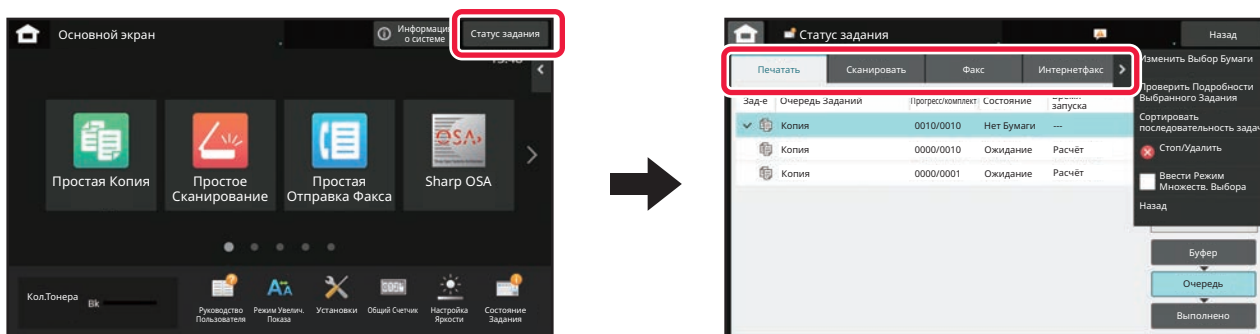 Основной экран
Информация
о системе
Статус задания
Простая Копия
Простое
Сканирование
Простая
Отправка Факса
OSA
Sharp OSA
Кол.Тонера
Bk
Руководство
Пользователя
Режим Увелич.
Показа
Установки
Общий Счетчик
Настройка
Яркости
Состояние
Задания
Статус задания
Назад
Печатать
Сканировать
Факс
Интернетфакс
Зад-е
Очередь Заданий
Прогресс/комплект
Состояние
запуска
Копия 0010/0010 Нет Бумаги ---
Копия 0000/0010 Ожидание Расчёт
Копия 0000/0001 Ожидание Расчёт
Изменить Выбор Бумаги
Проверить Подробности
Выбранного Задания
Сортировать
последовательность зада
Стоп/Удалить
Ввести Режим
Множеств. Выбора
Назад
Буфер
Очередь
Выполнено